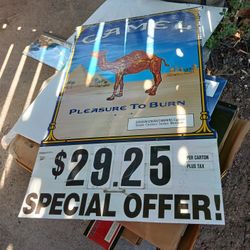 CAMEL
PLEASURE TO BURN
$29.25
PER CARTON
PLUS TAX
SPECIAL OFFER!